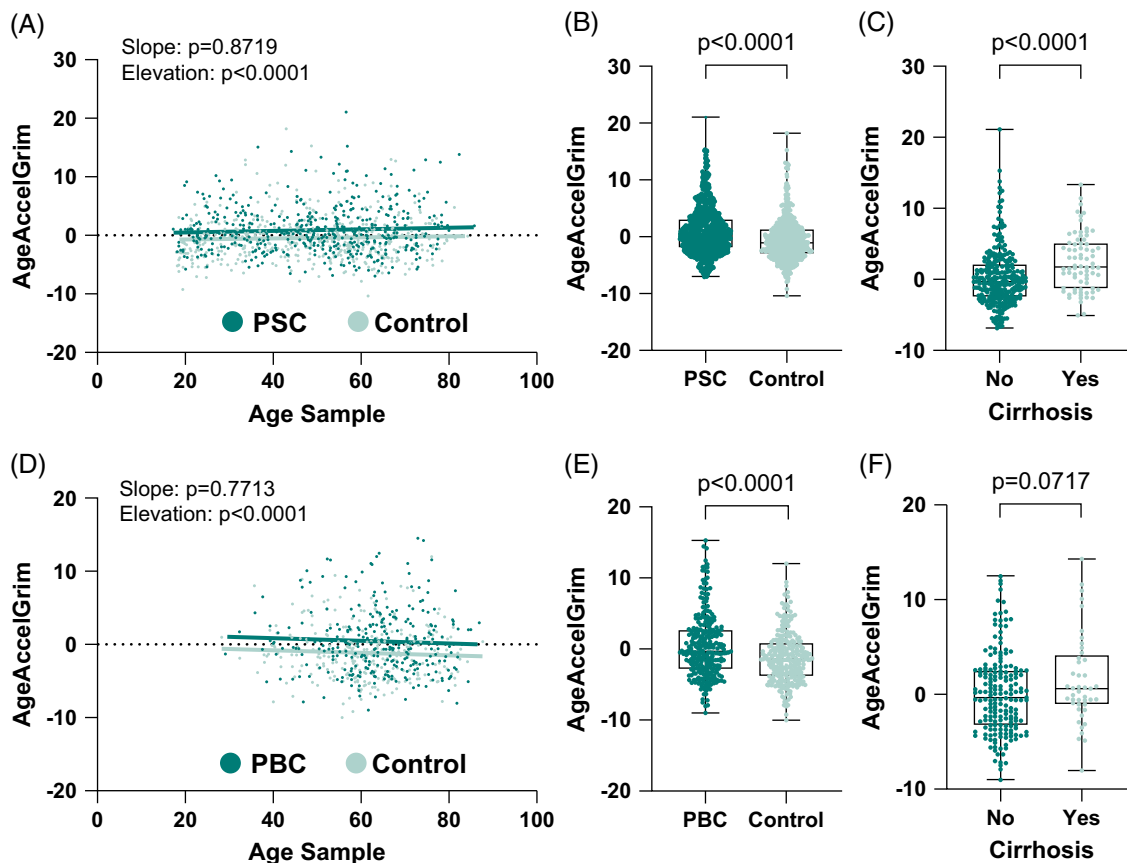 (A)
Slope: p=0.8719
Elevation: p<0.0001
AgeAccelGrim
30
20
10
0
-10
-20
PSC
Control
0
20
40
60
80
100
Age Sample
(B)
p<0.0001
AgeAccelGrim
30
20
10
0
-10
-20
PSC
Control
(C)
p<0.0001
AgeAccelGrim
30
20
10
0
-10
No
Yes
Cirrhosis
(D)
Slope: p=0.7713
Elevation: p<0.0001
AgeAccelGrim
20
10
0
-10
-20
PBC
Control
0
20
40
60
80
100
Age Sample
(E)
p<0.0001
AgeAccelGrim
20
10
0
-10
-20
PBC
Control
(F)
p=0.0717
AgeAccelGrim
20
10
0
-10
No
Yes
Cirrhosis